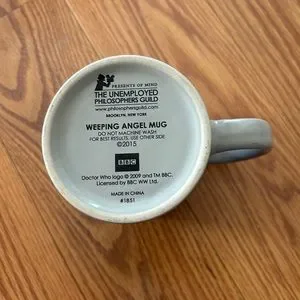 PRESENTS OF MIND
THE UNEMPLOYED
PHILOSOPHERS GUILD
www.philosophersguild.com
BROOKLYN, NEW YORK
WEEPING ANGEL MUG
DO NOT MACHINE WASH
FOR BEST RESULTS, USE OTHER SIDE
©2015
BBC
Doctor Who logo © 2009 and TM BBC.
Licensed by BBC WW Ltd.
MADE IN CHINA
#1851